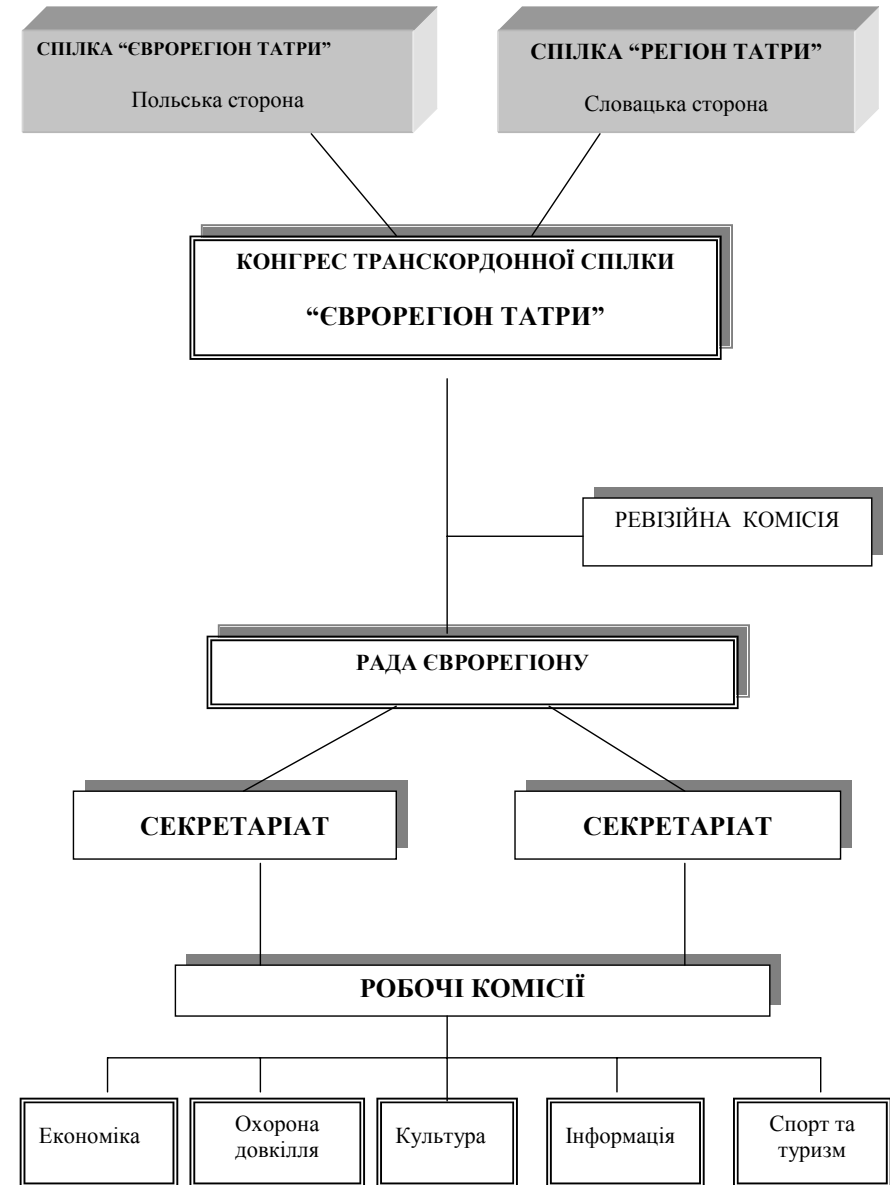 СПІЛКА “ЄВРОРЕГІОН ТАТРИ”
Польська сторона
СПІЛКА “РЕГІОН ТАТРИ”
Словацька сторона
КОНГРЕС ТРАНСКОРДОННОЇ СПІЛКИ
“ЄВРОРЕГІОН ТАТРИ”
РЕВІЗІЙНА КОМІСІЯ
РАДА ЄВРОРЕГІОНУ
СЕКРЕТАРІАТ
СЕКРЕТАРІАТ
РОБОЧІ КОМІСІЇ
Економіка
Охорона
довкілля
Культура
Інформація
Спорт та
туризм